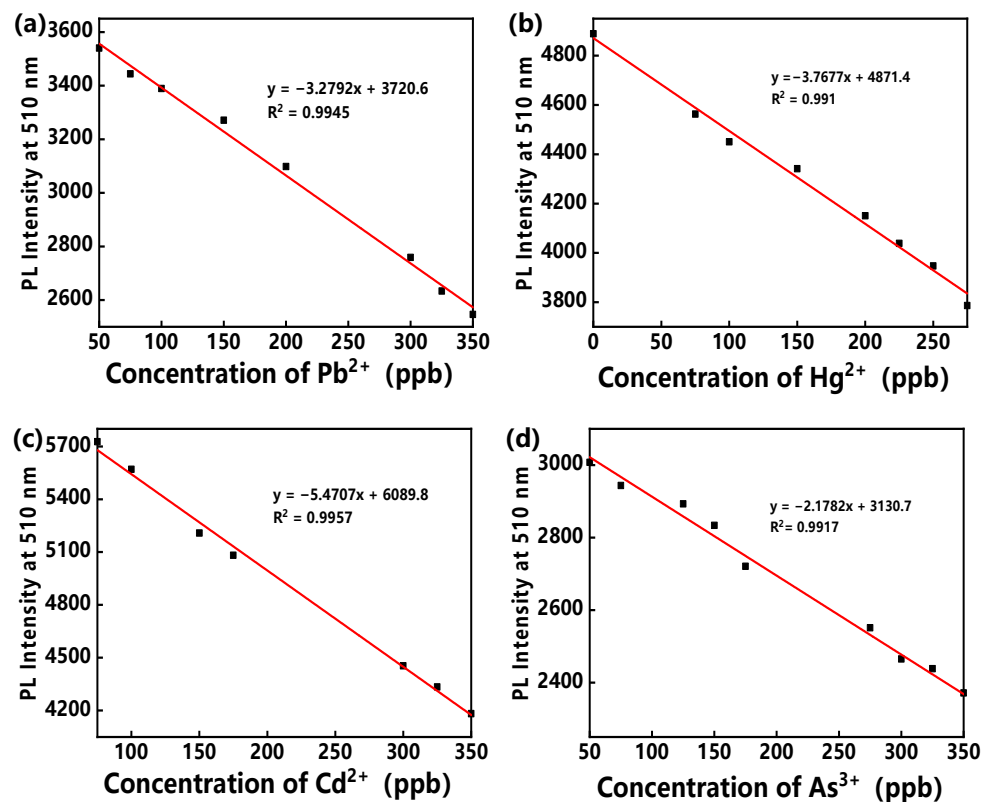 (a)
PL Intensity at 510 nm
3600
3400
3200
3000
2800
2600
y = −3.2792x + 3720.6
R² = 0.9945
50 100 150 200 250 300 350
Concentration of Pb²⁺ (ppb)
(b)
PL Intensity at 510 nm
4800
4600
4400
4200
4000
3800
y = −3.7677x + 4871.4
R² = 0.991
0 50 100 150 200 250
Concentration of Hg²⁺ (ppb)
(c)
PL Intensity at 510 nm
5700
5400
5100
4800
4500
4200
y = −5.4707x + 6089.8
R² = 0.9957
100 150 200 250 300 350
Concentration of Cd²⁺ (ppb)
(d)
PL Intensity at 510 nm
3000
2800
2600
2400
y = −2.1782x + 3130.7
R²= 0.9917
50 100 150 200 250 300 350
Concentration of As³⁺ (ppb)